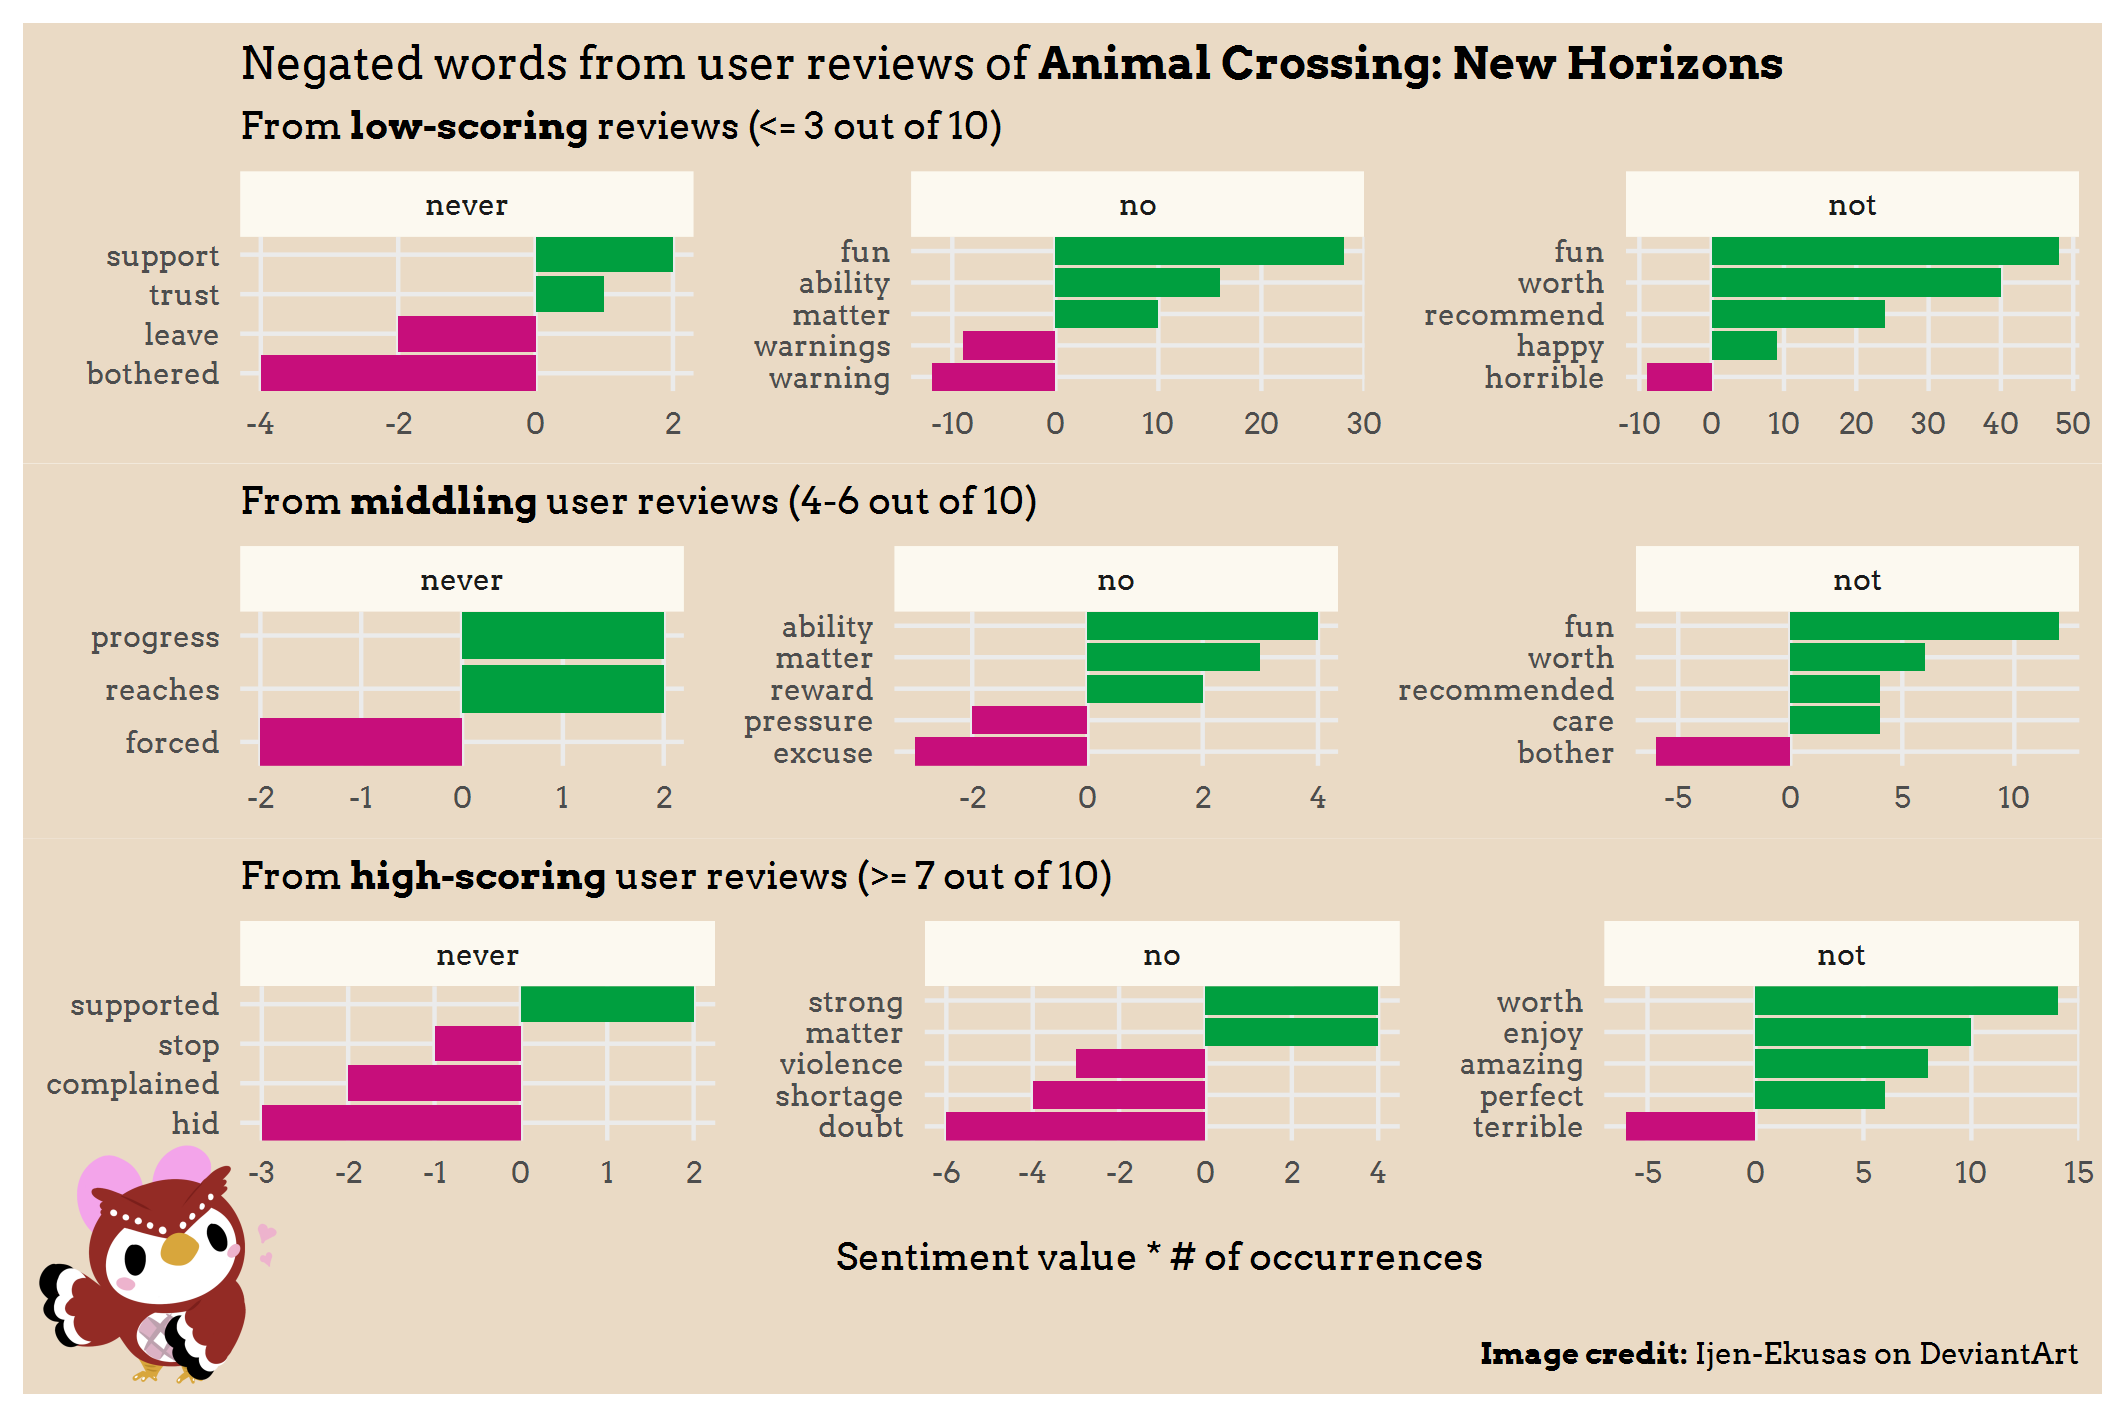 Negated words from user reviews of Animal Crossing: New Horizons
From low-scoring reviews (<= 3 out of 10)
never
support
trust
leave
bothered
-4 -2 0 2
no
fun
ability
matter
warnings
warning
-10 0 10 20 30
not
fun
worth
recommend
happy
horrible
-10 0 10 20 30 40 50
From middling user reviews (4-6 out of 10)
never
progress
reaches
forced
-2 -1 0 1 2
no
ability
matter
reward
pressure
excuse
-2 0 2 4
not
fun
worth
recommended
care
bother
-5 0 5 10
From high-scoring user reviews (>= 7 out of 10)
never
supported
stop
complained
hid
-3 -2 -1 0 1 2
no
strong
matter
violence
shortage
doubt
-6 -4 -2 0 2 4
not
worth
enjoy
amazing
perfect
terrible
-5 0 5 10 15
Sentiment value * # of occurrences
Image credit: Ijen-Ekusas on DeviantArt